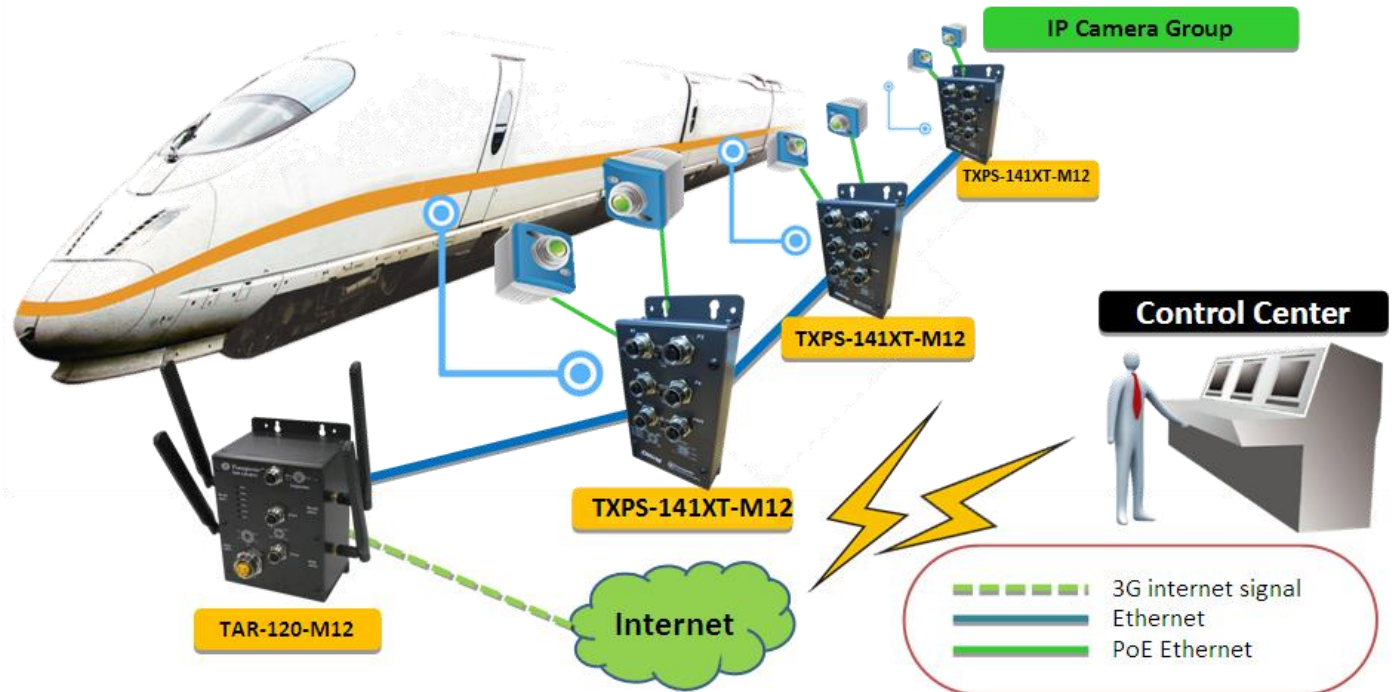 IP Camera Group
TXPS-141XT-M12
TXPS-141XT-M12
Control Center
TXPS-141XT-M12
Internet
TAR-120-M12
3G internet signal
Ethernet
PoE Ethernet